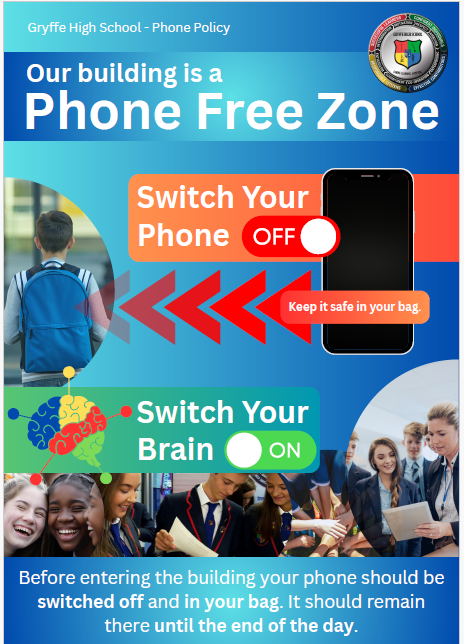 Gryffe High School - Phone Policy
Our building is a
Phone Free Zone
Switch Your
Phone OFF
Keep it safe in your bag.
Switch Your
Brain ON
Before entering the building your phone should be
switched off and in your bag. It should remain
there until the end of the day.